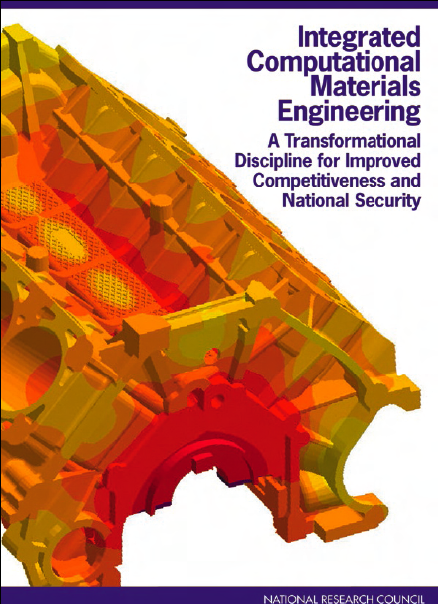 Integrated
Computational
Materials
Engineering
A Transformational
Discipline for Improved
Competitiveness and
National Security
NATIONAL RESEARCH COUNCIL